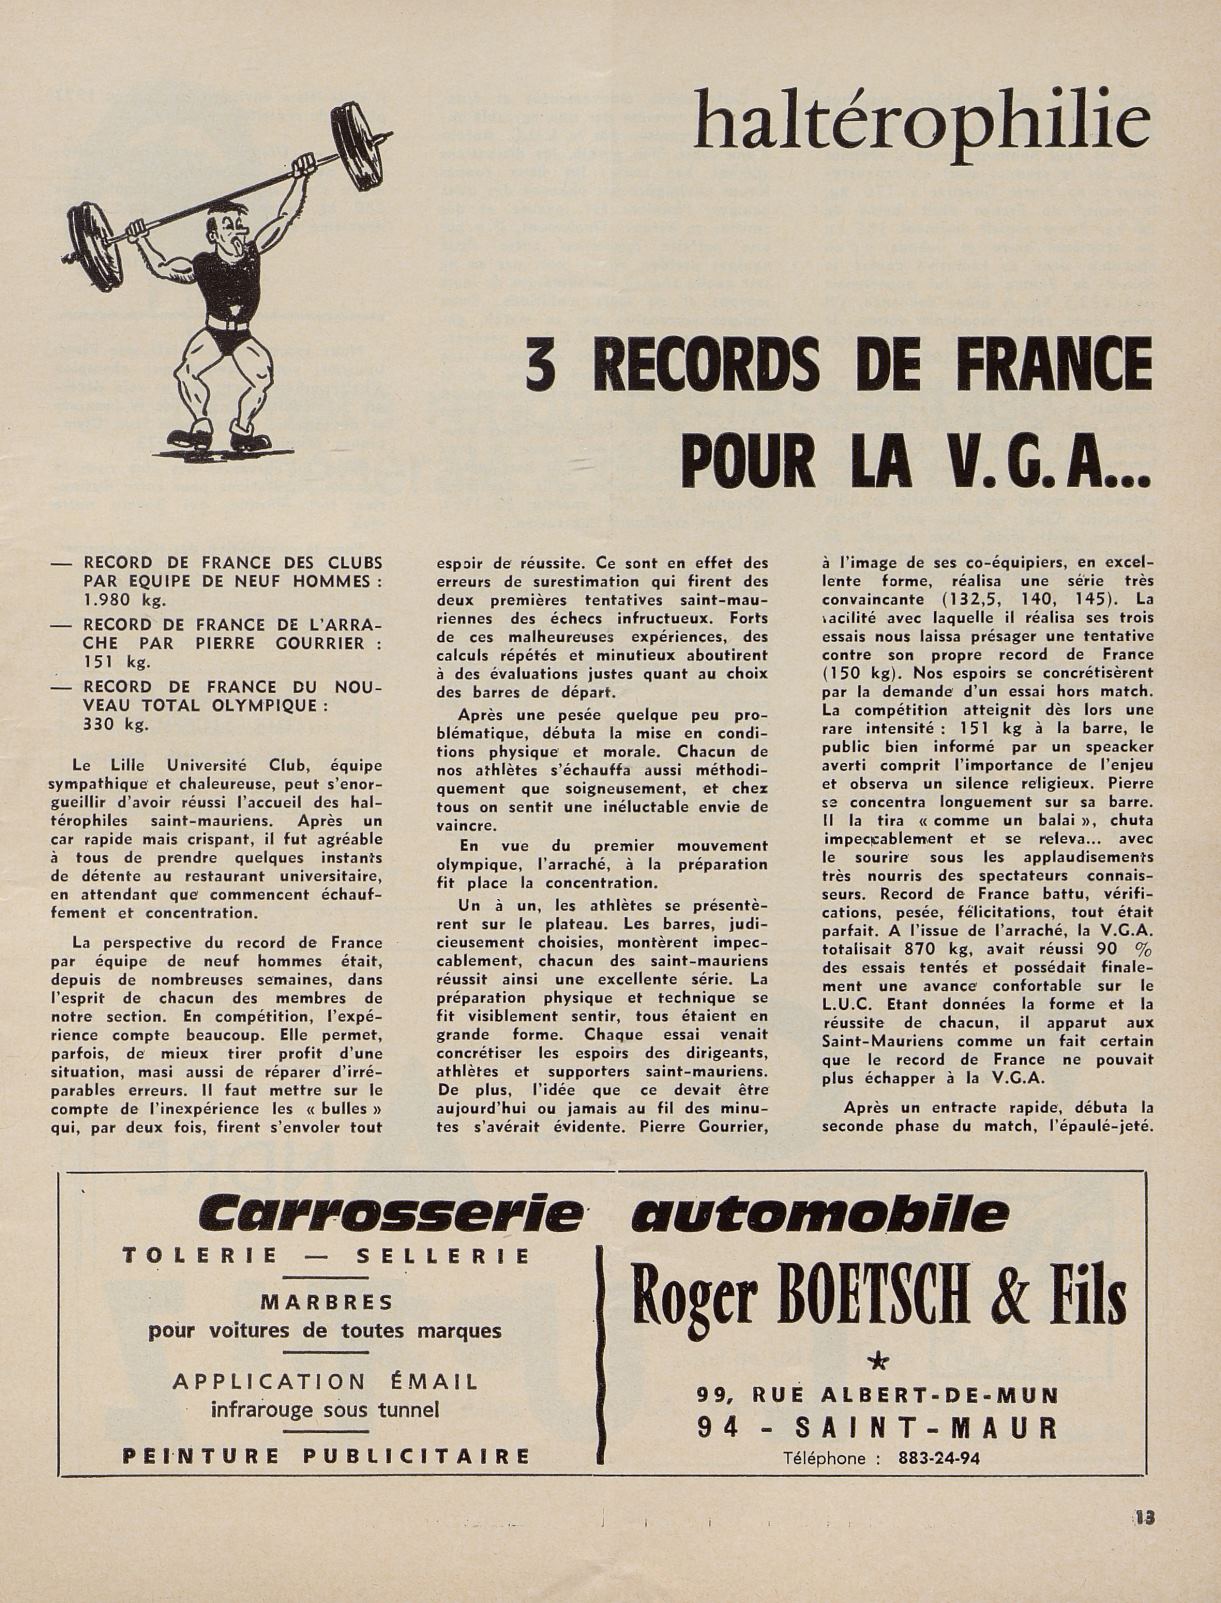 haltérophilie
3 RECORDS DE FRANCE
POUR LA V.G.A...
— RECORD DE FRANCE DES CLUBS
PAR EQUIPE DE NEUF HOMMES :
1.980 kg.
— RECORD DE FRANCE DE L'ARRA-
CHE PAR PIERRE GOURRIER :
151 kg.
— RECORD DE FRANCE DU NOU-
VEAU TOTAL OLYMPIQUE :
330 kg.
Le Lille Université Club, équipe
sympathique et chaleureuse, peut s'enor-
gueillir d'avoir réussi l'accueil des hal-
térophiles saint-mauriens. Après un
car rapide mais crispant, il fut agréable
à tous de prendre quelques instants
de détente au restaurant universitaire,
en attendant que commencent échauf-
fement et concentration.
La perspective du record de France
par équipe de neuf hommes était,
depuis de nombreuses semaines, dans
l'esprit de chacun des membres de
notre section. En compétition, l'expé-
rience compte beaucoup. Elle permet,
parfois, de mieux tirer profit d'une
situation, masi aussi de réparer d'irré-
parables erreurs. Il faut mettre sur le
compte de l'inexpérience les « bulles »
qui, par deux fois, firent s'envoler tout
espoir de réussite. Ce sont en effet des
erreurs de surestimation qui firent des
deux premières tentatives saint-mau-
riennes des échecs infructueux. Forts
de ces malheureuses expériences, des
calculs répétés et minutieux aboutirent
à des évaluations justes quant au choix
des barres de départ.
Après une pesée quelque peu pro-
blématique, débuta la mise en condi-
tions physique et morale. Chacun de
nos athlètes s'échauffa aussi méthodi-
quement que soigneusement, et chez
tous on sentit une inéluctable envie de
vaincre.
En vue du premier mouvement
olympique, l'arraché, à la préparation
fit place la concentration.
Un à un, les athlètes se présentè-
rent sur le plateau. Les barres, judi-
cieusement choisies, montèrent impec-
cablement, chacun des saint-mauriens
réussit ainsi une excellente série. La
préparation physique et technique se
fit visiblement sentir, tous étaient en
grande forme. Chaque essai venait
concrétiser les espoirs des dirigeants,
athlètes et supporters saint-mauriens.
De plus, l'idée que ce devait être
aujourd'hui ou jamais au fil des minu-
tes s'avérait évidente. Pierre Gourrier,
à l'image de ses co-équipiers, en excel-
lente forme, réalisa une série très
convaincante (132,5, 140, 145). La
facilité avec laquelle il réalisa ses trois
essais nous laissa présager une tentative
contre son propre record de France
(150 kg). Nos espoirs se concrétisèrent
par la demande d'un essai hors match.
La compétition atteignit dès lors une
rare intensité : 151 kg à la barre, le
public bien informé par un speacker
averti comprit l'importance de l'enjeu
et observa un silence religieux. Pierre
se concentra longuement sur sa barre.
Il la tira « comme un balai », chuta
impeccablement et se releva... avec
le sourire sous les applaudisements
très nourris des spectateurs connais-
seurs. Record de France battu, vérifi-
cations, pesée, félicitations, tout était
parfait. A l'issue de l'arraché, la V.G.A.
totalisait 870 kg, avait réussi 90 %
des essais tentés et possédait finale-
ment une avance confortable sur le
L.U.C. Etant données la forme et la
réussite de chacun, il apparut aux
Saint-Mauriens comme un fait certain
que le record de France ne pouvait
plus échapper à la V.G.A.
Après un entracte rapide, débuta la
seconde phase du match, l'épaulé-jeté.
Carrosserie automobile
TOLERIE — SELLERIE
MARBRES
pour voitures de toutes marques
APPLICATION ÉMAIL
infrarouge sous tunnel
PEINTURE PUBLICITAIRE
Roger BOETSCH & Fils
99, RUE ALBERT-DE-MUN
94 - SAINT-MAUR
Téléphone : 883-24-94
13